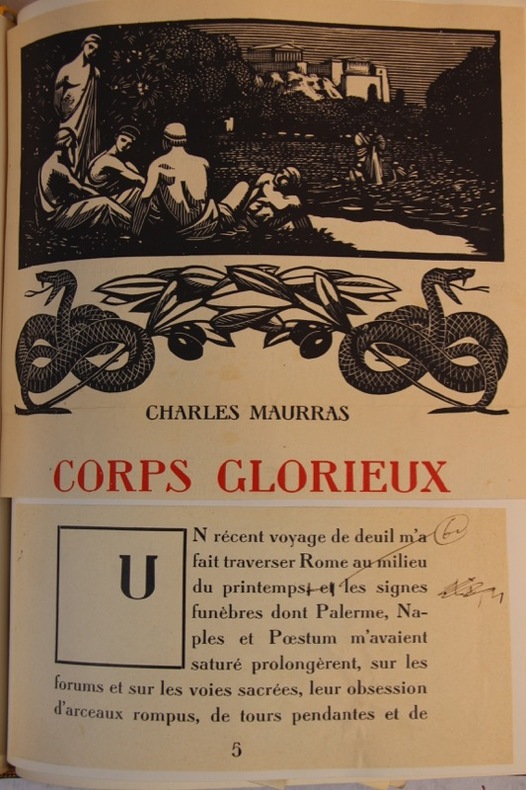 CHARLES MAURRAS
CORPS GLORIEUX
UN récent voyage de deuil m'a
fait traverser Rome au milieu
du printemps et les signes
funèbres dont Palerme, Na-
ples et Pœstum m'avaient
saturé prolongèrent, sur les
forums et sur les voies sacrées, leur obsession
d'arceaux rompus, de tours pendantes et de
5